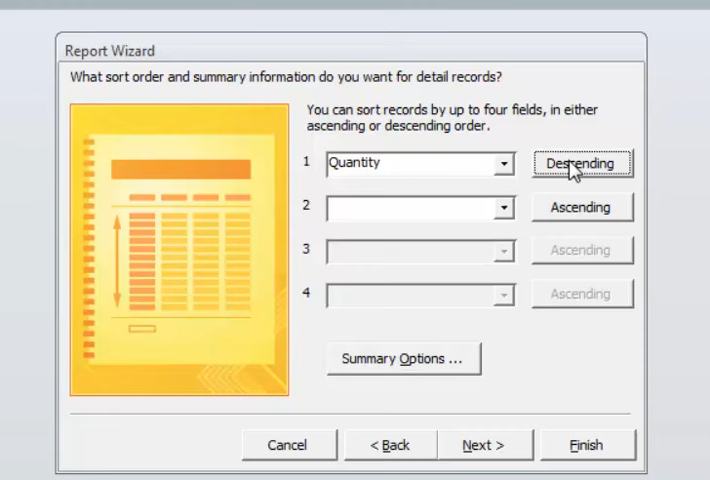 Report Wizard
What sort order and summary information do you want for detail records?
You can sort records by up to four fields, in either
ascending or descending order.
1 Quantity Descending
2 Ascending
3 Ascending
4 Ascending
Summary Options ...
Cancel < Back Next > Finish